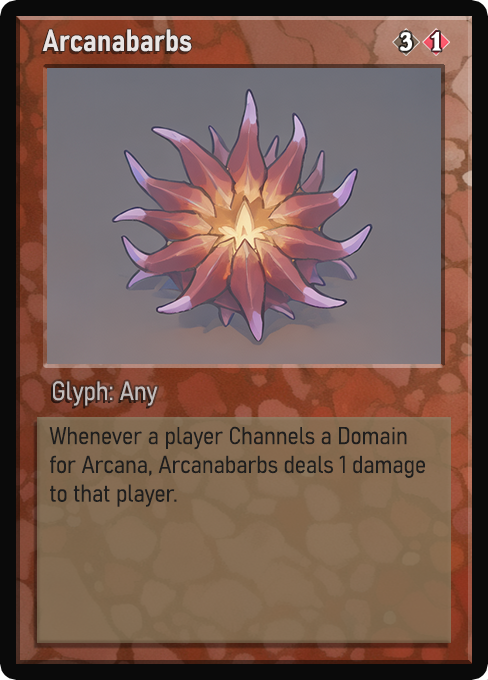 Arcanabarbs 3 1
Glyph: Any
Whenever a player Channels a Domain
for Arcana, Arcanabarbs deals 1 damage
to that player.